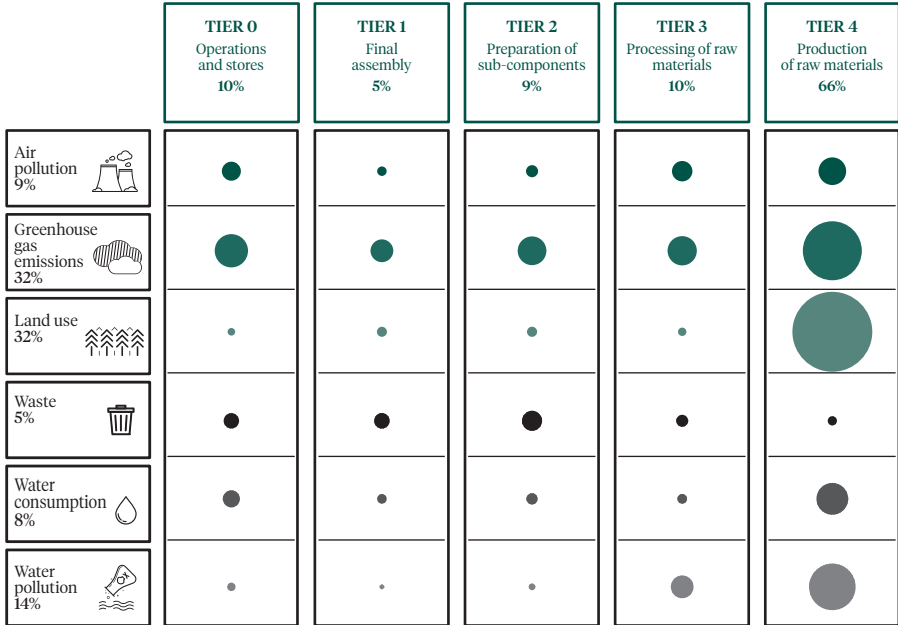 TIER 0
Operations
and stores
10%
TIER 1
Final
assembly
5%
TIER 2
Preparation of
sub-components
9%
TIER 3
Processing of raw
materials
10%
TIER 4
Production
of raw materials
66%
Air
pollution
9%
Greenhouse
gas
emissions
32%
Land use
32%
Waste
5%
Water
consumption
8%
Water
pollution
14%